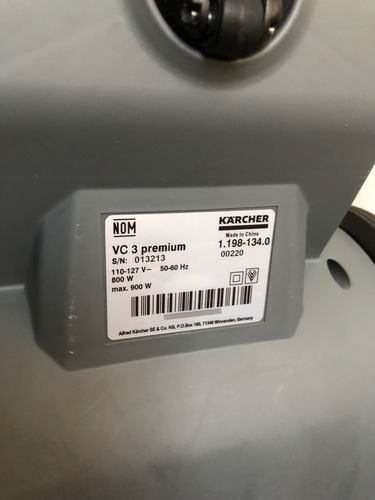 NOM
KÄRCHER
Made in China
VC 3 premium
1.198-134.0
S/N: 013213
00220
110-127 V~ 50-60 Hz
800 W
max. 900 W
Alfred Kärcher SE & Co. KG, P.O.Box 160, 71349 Winnenden, Germany